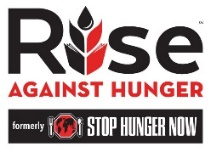 Rise
AGAINST HUNGER
formerly STOP HUNGER NOW